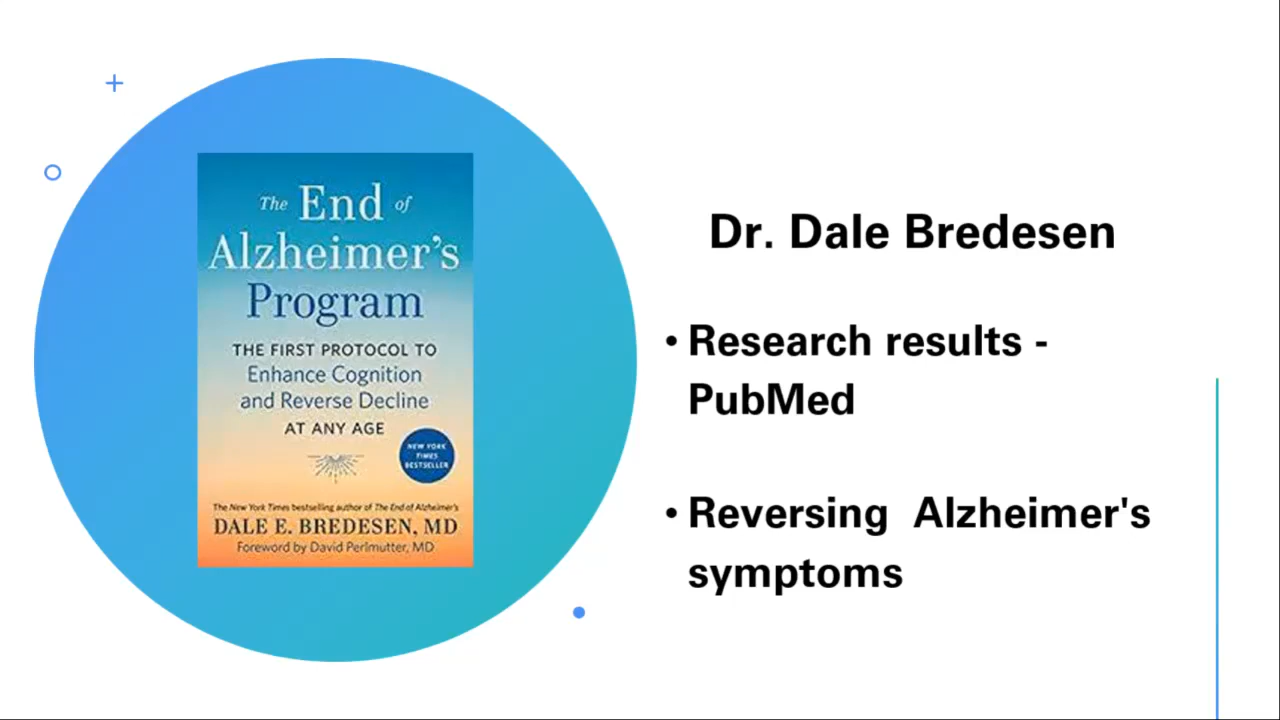 The End of
Alzheimer's
Program
THE FIRST PROTOCOL TO
Enhance Cognition
and Reverse Decline
AT ANY AGE
NEW YORK
TIMES
BESTSELLER
The New York Times bestselling author of The End of Alzheimer's
DALE E. BREDESEN, MD
Foreword by David Perlmutter, MD
Dr. Dale Bredesen
• Research results -
PubMed
• Reversing  Alzheimer's
symptoms